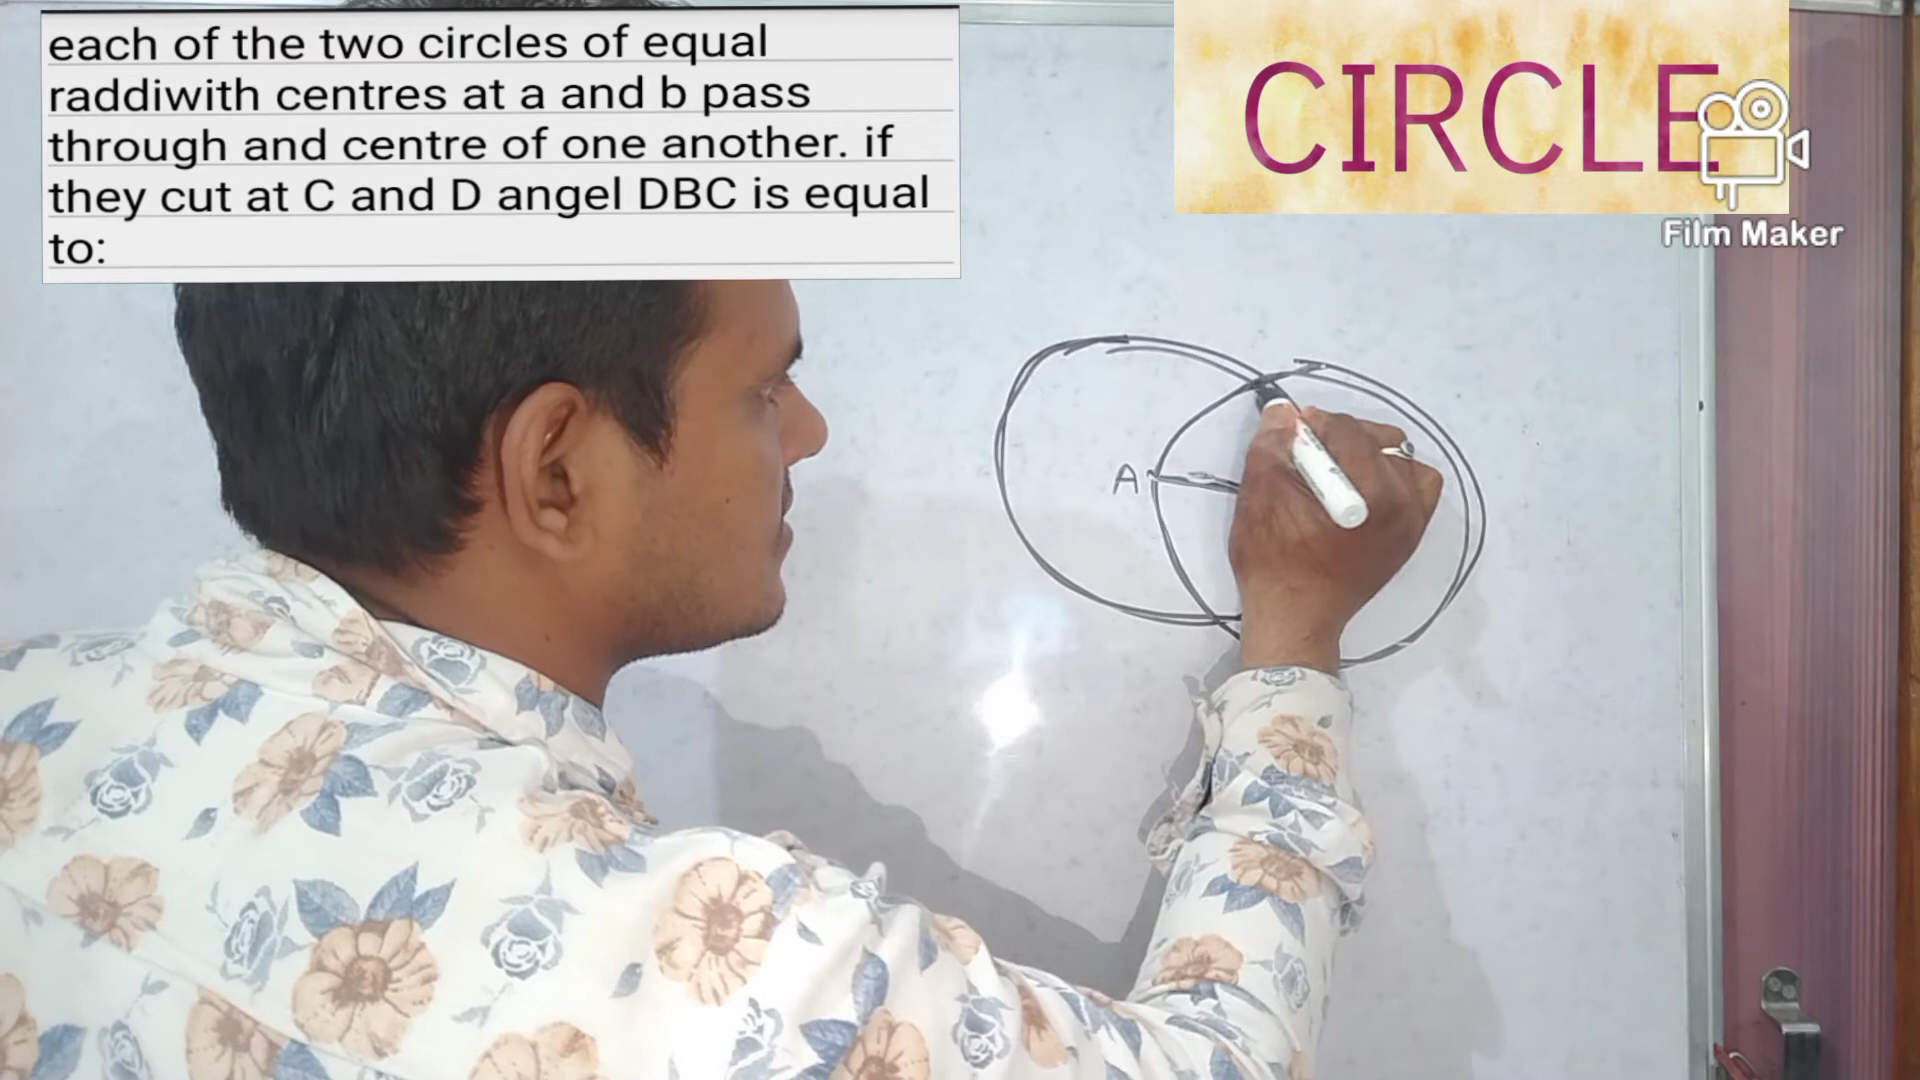 each of the two circles of equal
raddiwith centres at a and b pass
through and centre of one another. if
they cut at C and D angel DBC is equal
to:
CIRCLE
Film Maker
A